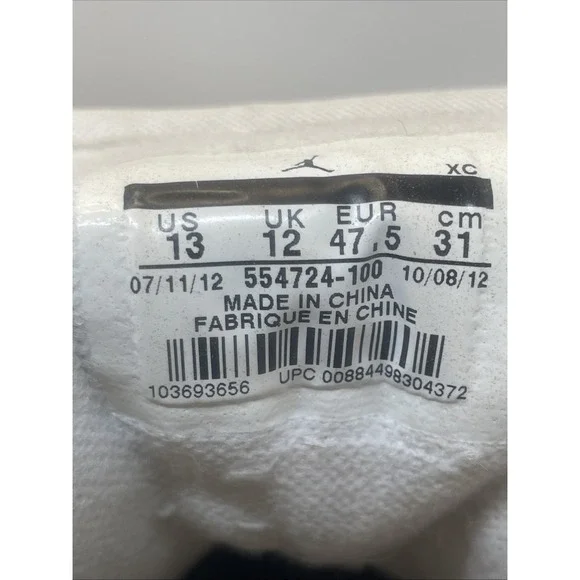 XC
US UK EUR cm
13 12 47.5 31
07/11/12 554724-100 10/08/12
MADE IN CHINA
FABRIQUE EN CHINE
103693656 UPC 00884498304372